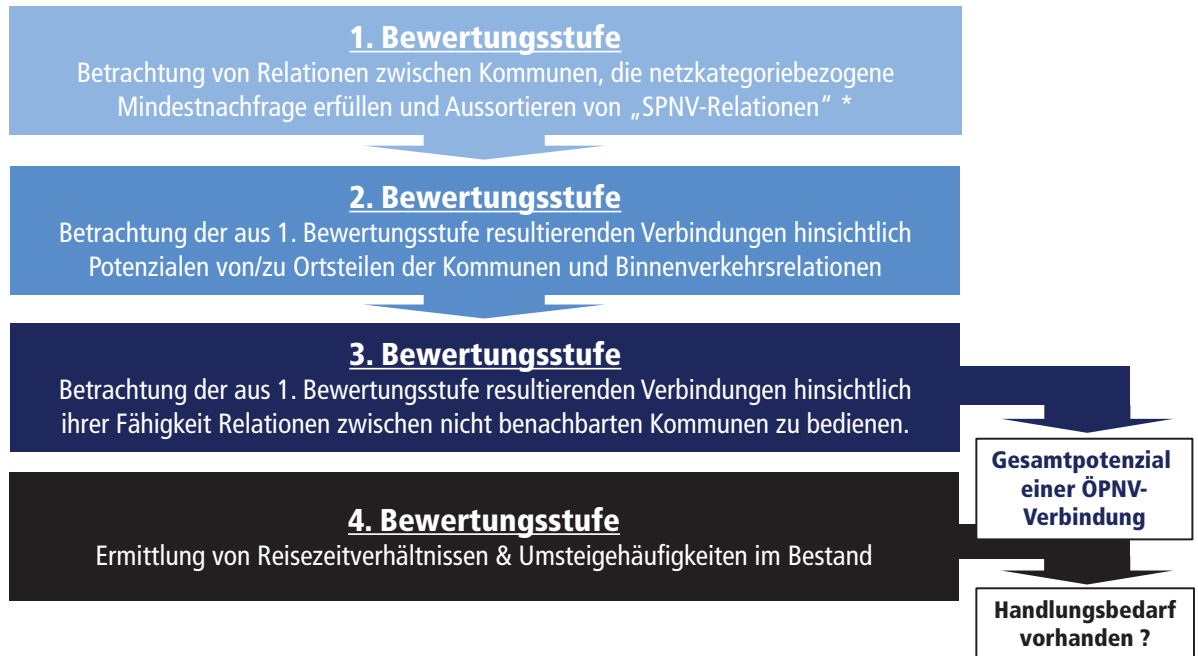 1. Bewertungsstufe
Betrachtung von Relationen zwischen Kommunen, die netzkategoriebezogene
Mindestnachfrage erfüllen und Aussortieren von „SPNV-Relationen“ *
2. Bewertungsstufe
Betrachtung der aus 1. Bewertungsstufe resultierenden Verbindungen hinsichtlich
Potenzialen von/zu Ortsteilen der Kommunen und Binnenverkehrsrelationen
3. Bewertungsstufe
Betrachtung der aus 1. Bewertungsstufe resultierenden Verbindungen hinsichtlich
ihrer Fähigkeit Relationen zwischen nicht benachbarten Kommunen zu bedienen.
Gesamtpotenzial
einer ÖPNV-
Verbindung
4. Bewertungsstufe
Ermittlung von Reisezeitverhältnissen & Umsteigehäufigkeiten im Bestand
Handlungsbedarf
vorhanden ?